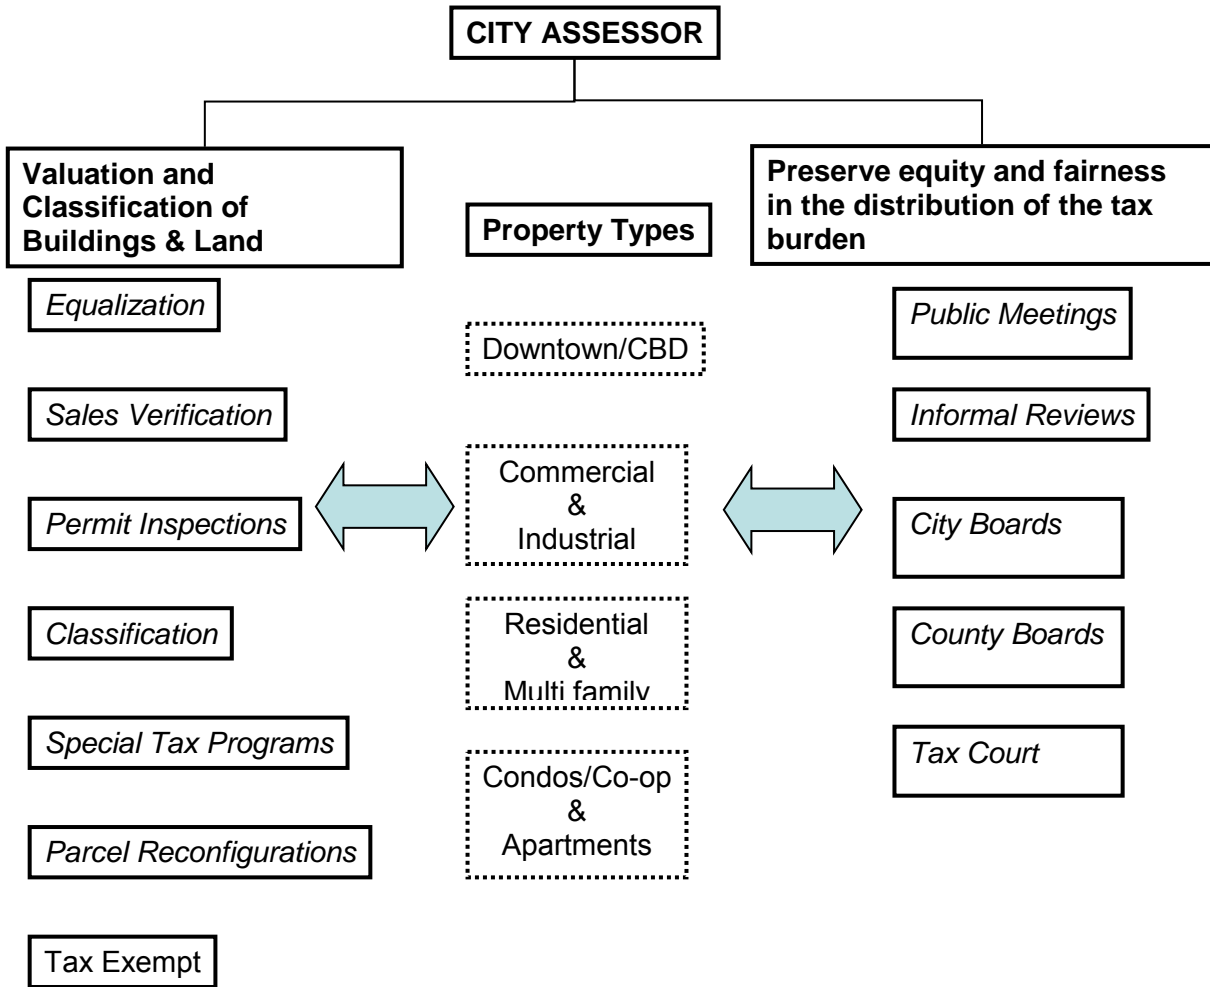 CITY ASSESSOR
Valuation and
Classification of
Buildings & Land
Equalization
Sales Verification
Permit Inspections
Classification
Special Tax Programs
Parcel Reconfigurations
Tax Exempt
Property Types
Downtown/CBD
Commercial
&
Industrial
Residential
&
Multi family
Condos/Co-op
&
Apartments
Preserve equity and fairness
in the distribution of the tax
burden
Public Meetings
Informal Reviews
City Boards
County Boards
Tax Court